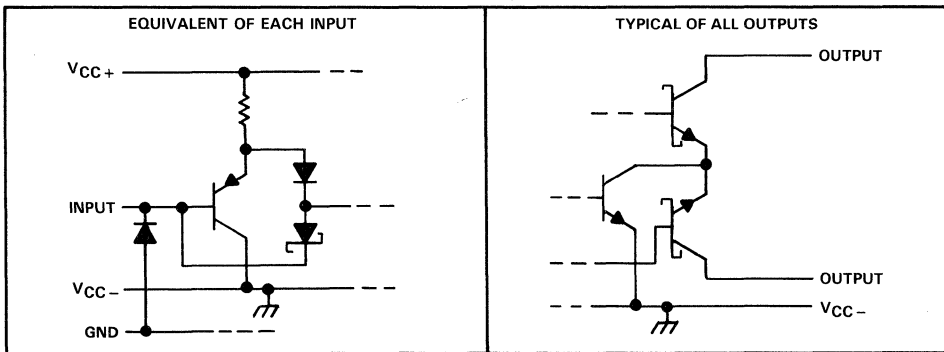 EQUIVALENT OF EACH INPUT
VCC+
INPUT
VCC−
GND
TYPICAL OF ALL OUTPUTS
OUTPUT
OUTPUT
VCC−